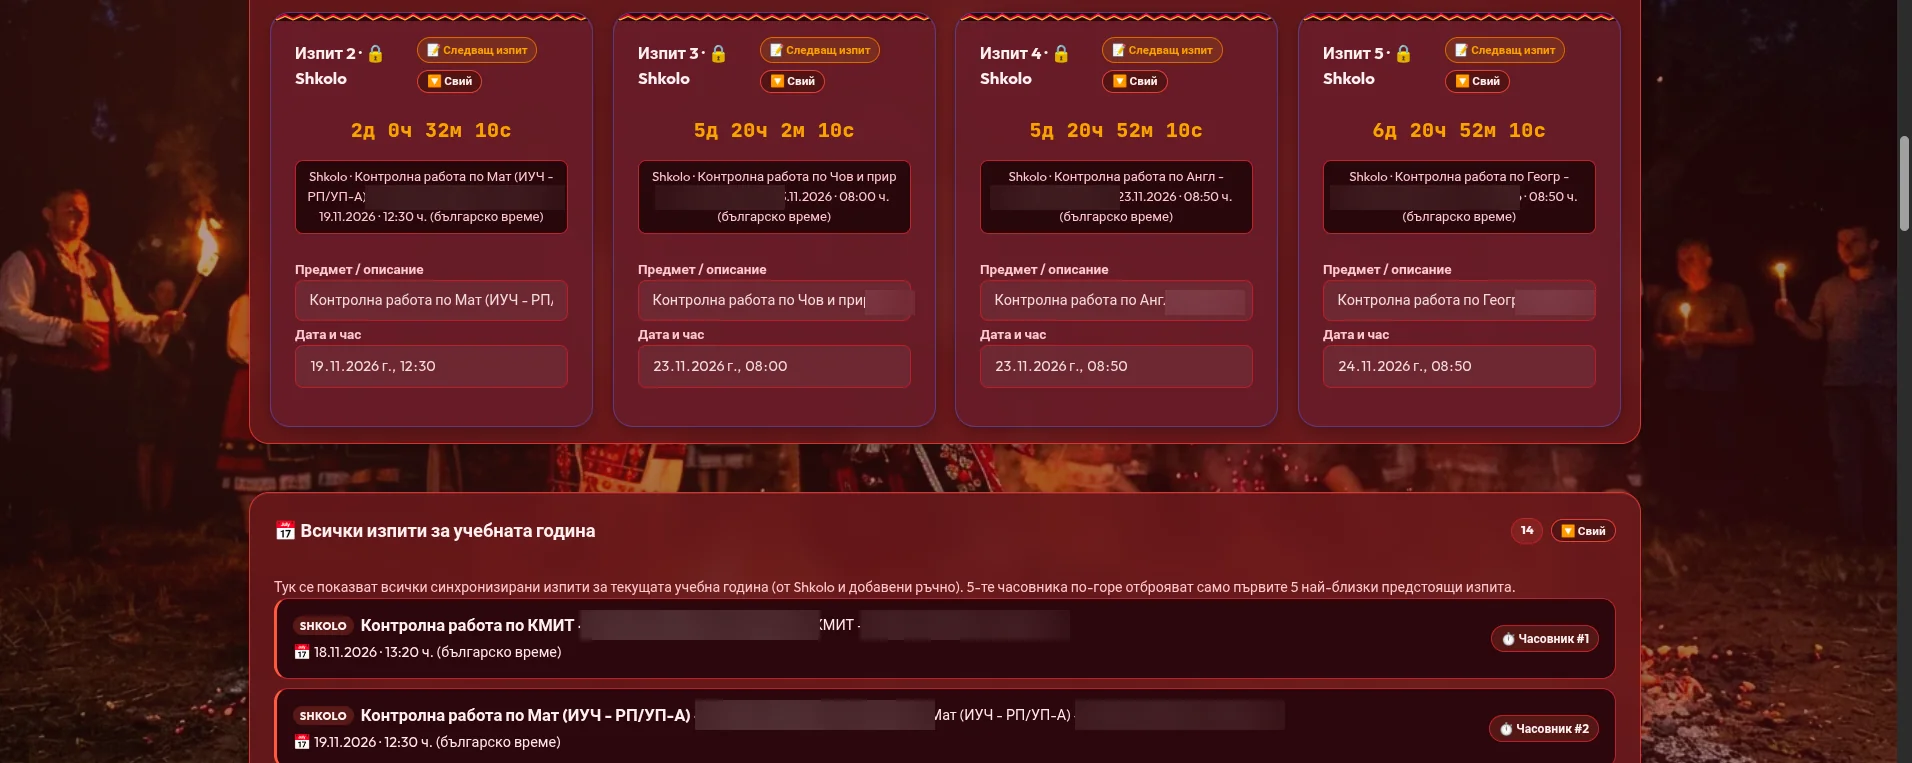 Изпит 2 · 🔒 Shkolo
📝 Следващ изпит
🔽 Свий
2д 0ч 32м 10с
Shkolo · Контролна работа по Мат (ИУЧ -
РП/УП-А)
19.11.2026 · 12:30 ч. (българско време)
Предмет / описание
Контролна работа по Мат (ИУЧ - РП/
Дата и час
19.11.2026 г., 12:30
Изпит 3 · 🔒 Shkolo
📝 Следващ изпит
🔽 Свий
5д 20ч 2м 10с
Shkolo · Контролна работа по Чов и прир
.11.2026 · 08:00 ч.
(българско време)
Предмет / описание
Контролна работа по Чов и при
Дата и час
23.11.2026 г., 08:00
Изпит 4 · 🔒 Shkolo
📝 Следващ изпит
🔽 Свий
5д 20ч 52м 10с
Shkolo · Контролна работа по Англ -
23.11.2026 · 08:50 ч.
(българско време)
Предмет / описание
Контролна работа по Анг
Дата и час
23.11.2026 г., 08:50
Изпит 5 · 🔒 Shkolo
📝 Следващ изпит
🔽 Свий
6д 20ч 52м 10с
Shkolo · Контролна работа по Геогр -
· 08:50 ч.
(българско време)
Предмет / описание
Контролна работа по Геогр
Дата и час
24.11.2026 г., 08:50
📅 Всички изпити за учебната година
14
🔽 Свий
Тук се показват всички синхронизирани изпити за текущата учебна година (от Shkolo и добавени ръчно). 5-те часовника по-горе отброяват само първите 5 най-близки предстоящи изпита.
SHKOLO Контролна работа по КМИТ - КМИТ -
📅 18.11.2026 · 13:20 ч. (българско време)
⏱️ Часовник #1
SHKOLO Контролна работа по Мат (ИУЧ - РП/УП-А) Мат (ИУЧ - РП/УП-А)
📅 19.11.2026 · 12:30 ч. (българско време)
⏱️ Часовник #2